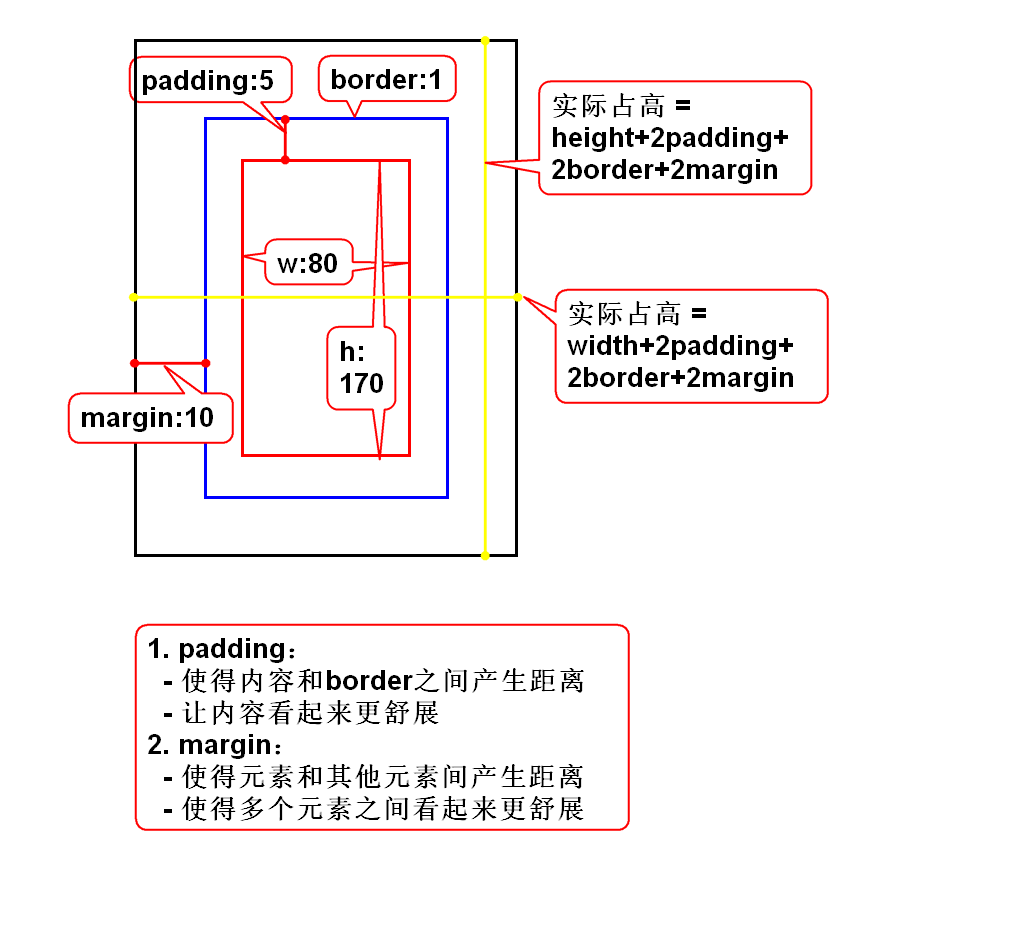 padding:5
border:1
实际占高 =
height+2padding+
2border+2margin
w:80
实际占高 =
width+2padding+
2border+2margin
h:
170
margin:10
1. padding：
- 使得内容和border之间产生距离
- 让内容看起来更舒展
2. margin：
- 使得元素和其他元素间产生距离
- 使得多个元素之间看起来更舒展